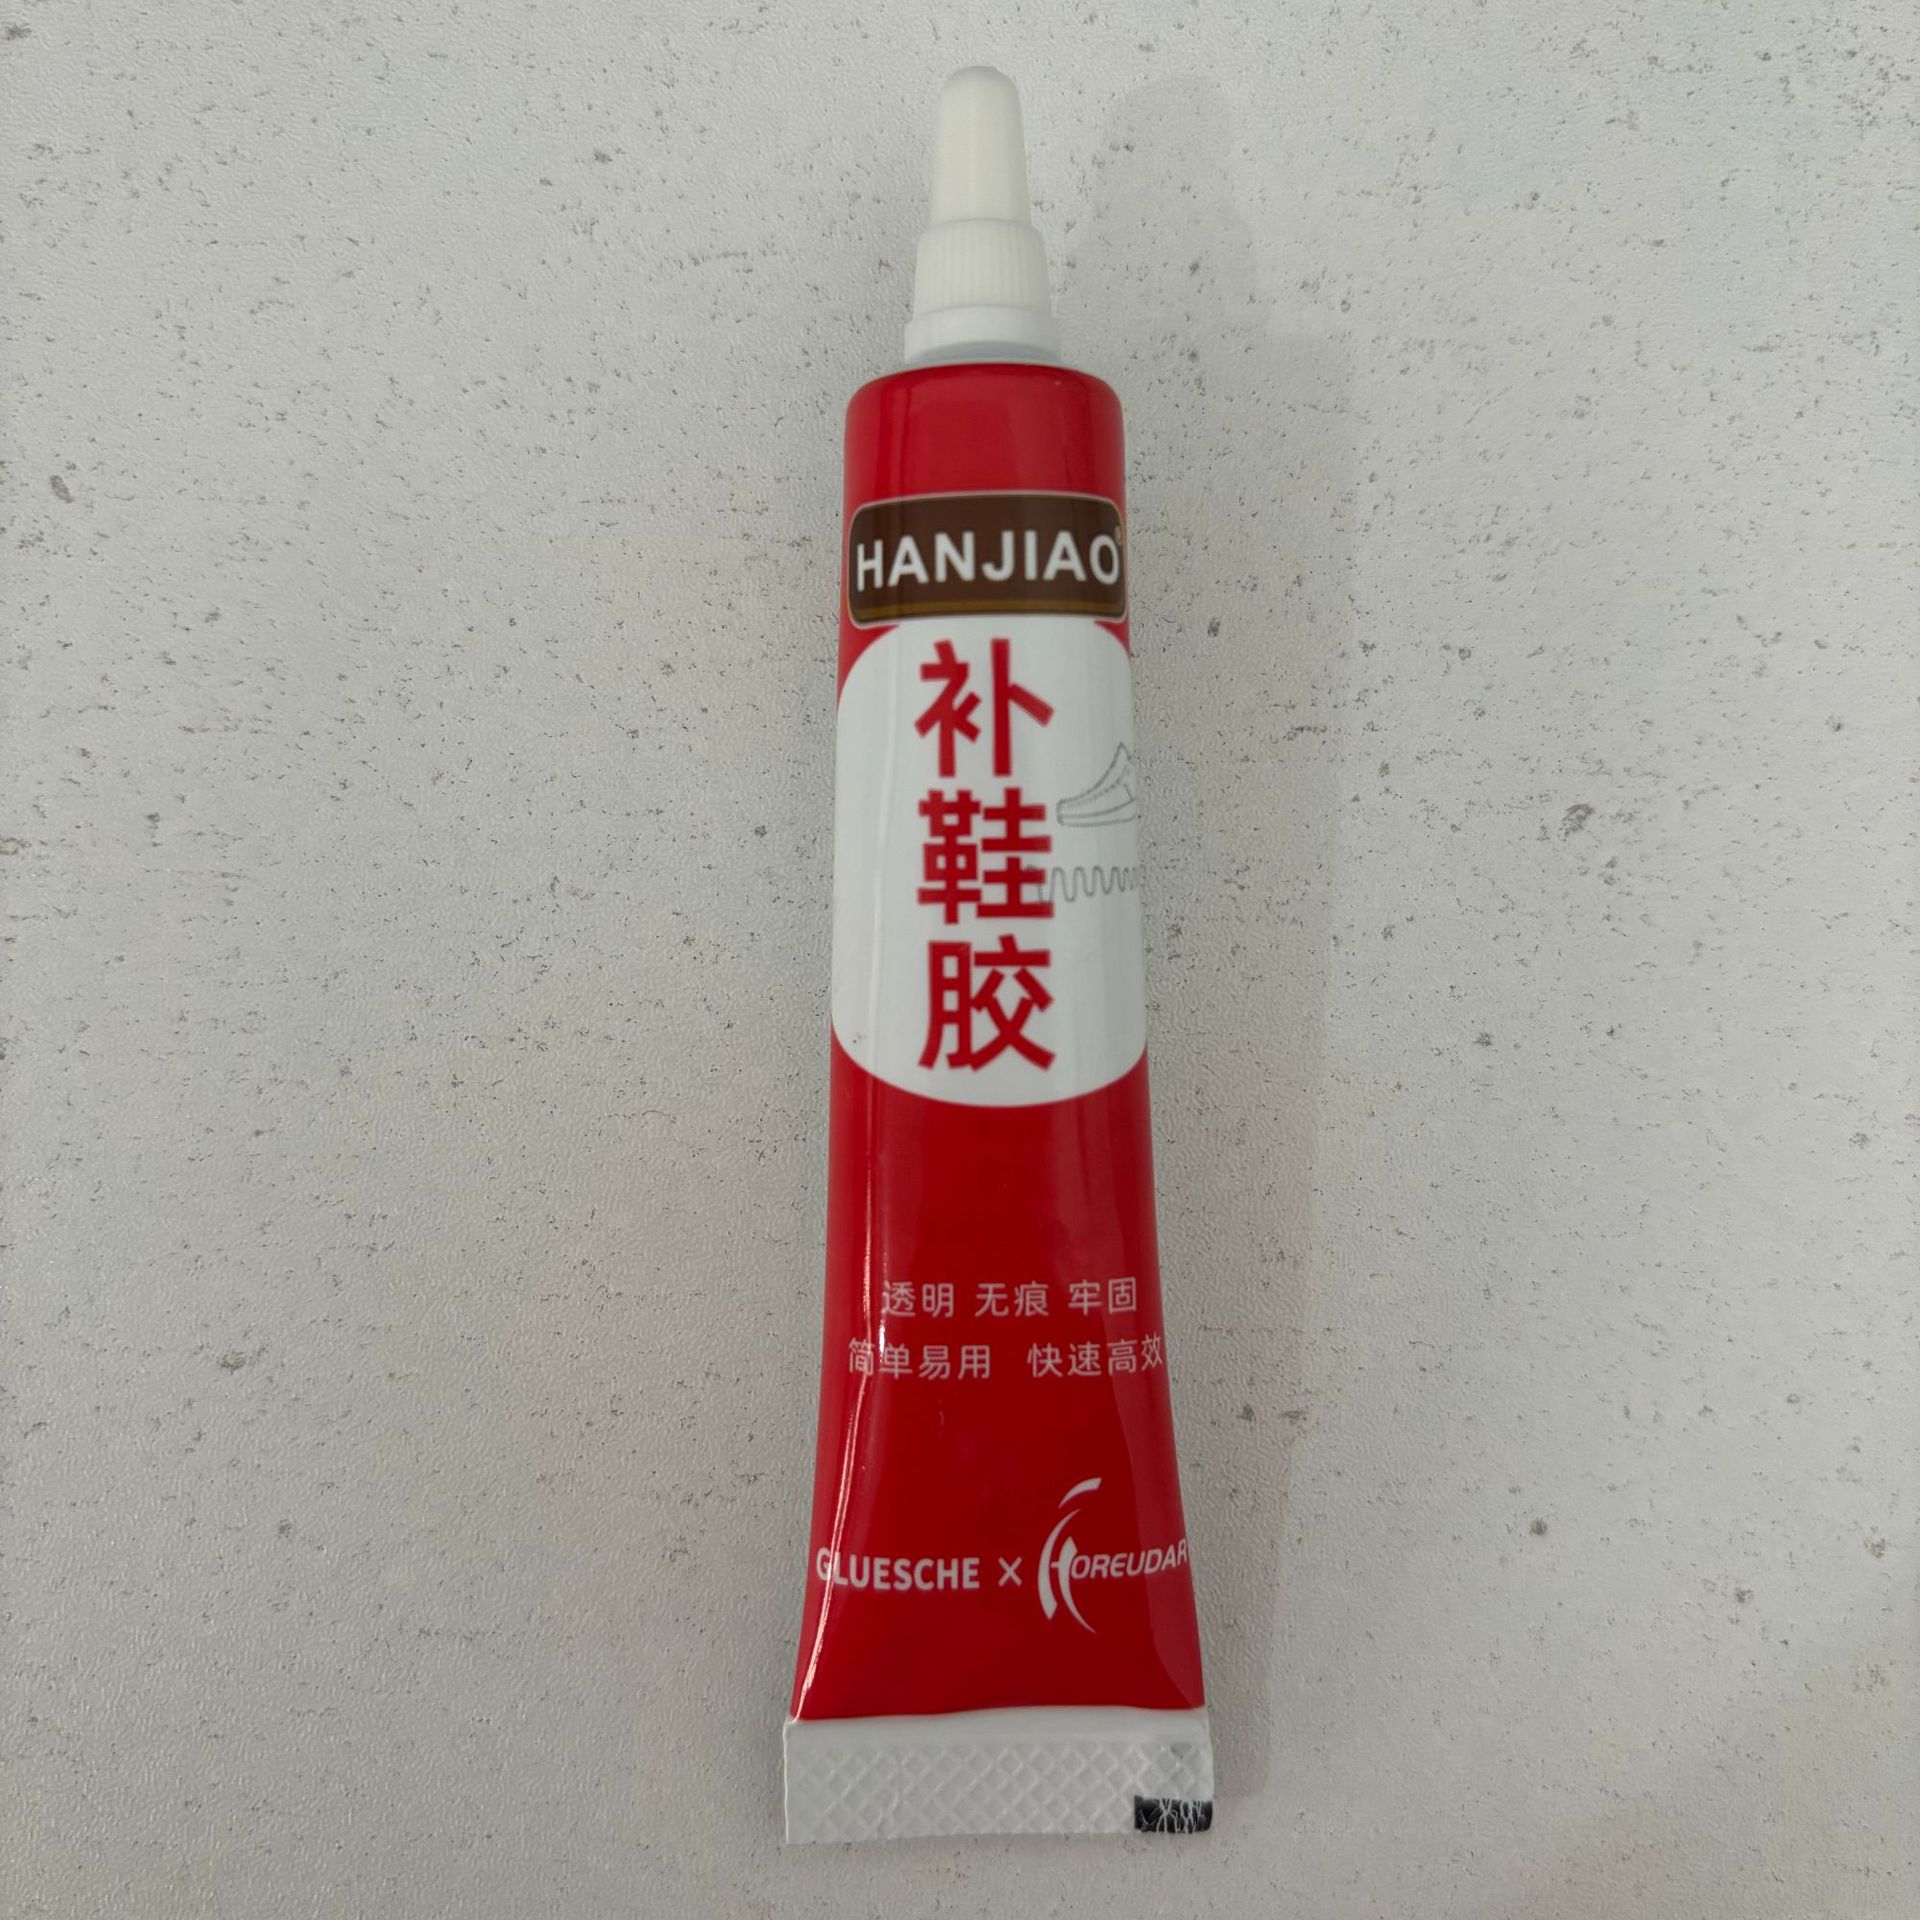 HANJIAO®
补
鞋
胶
透明 无痕 牢固
简单易用 快速高效
GLUESCHE × HOREUDAR